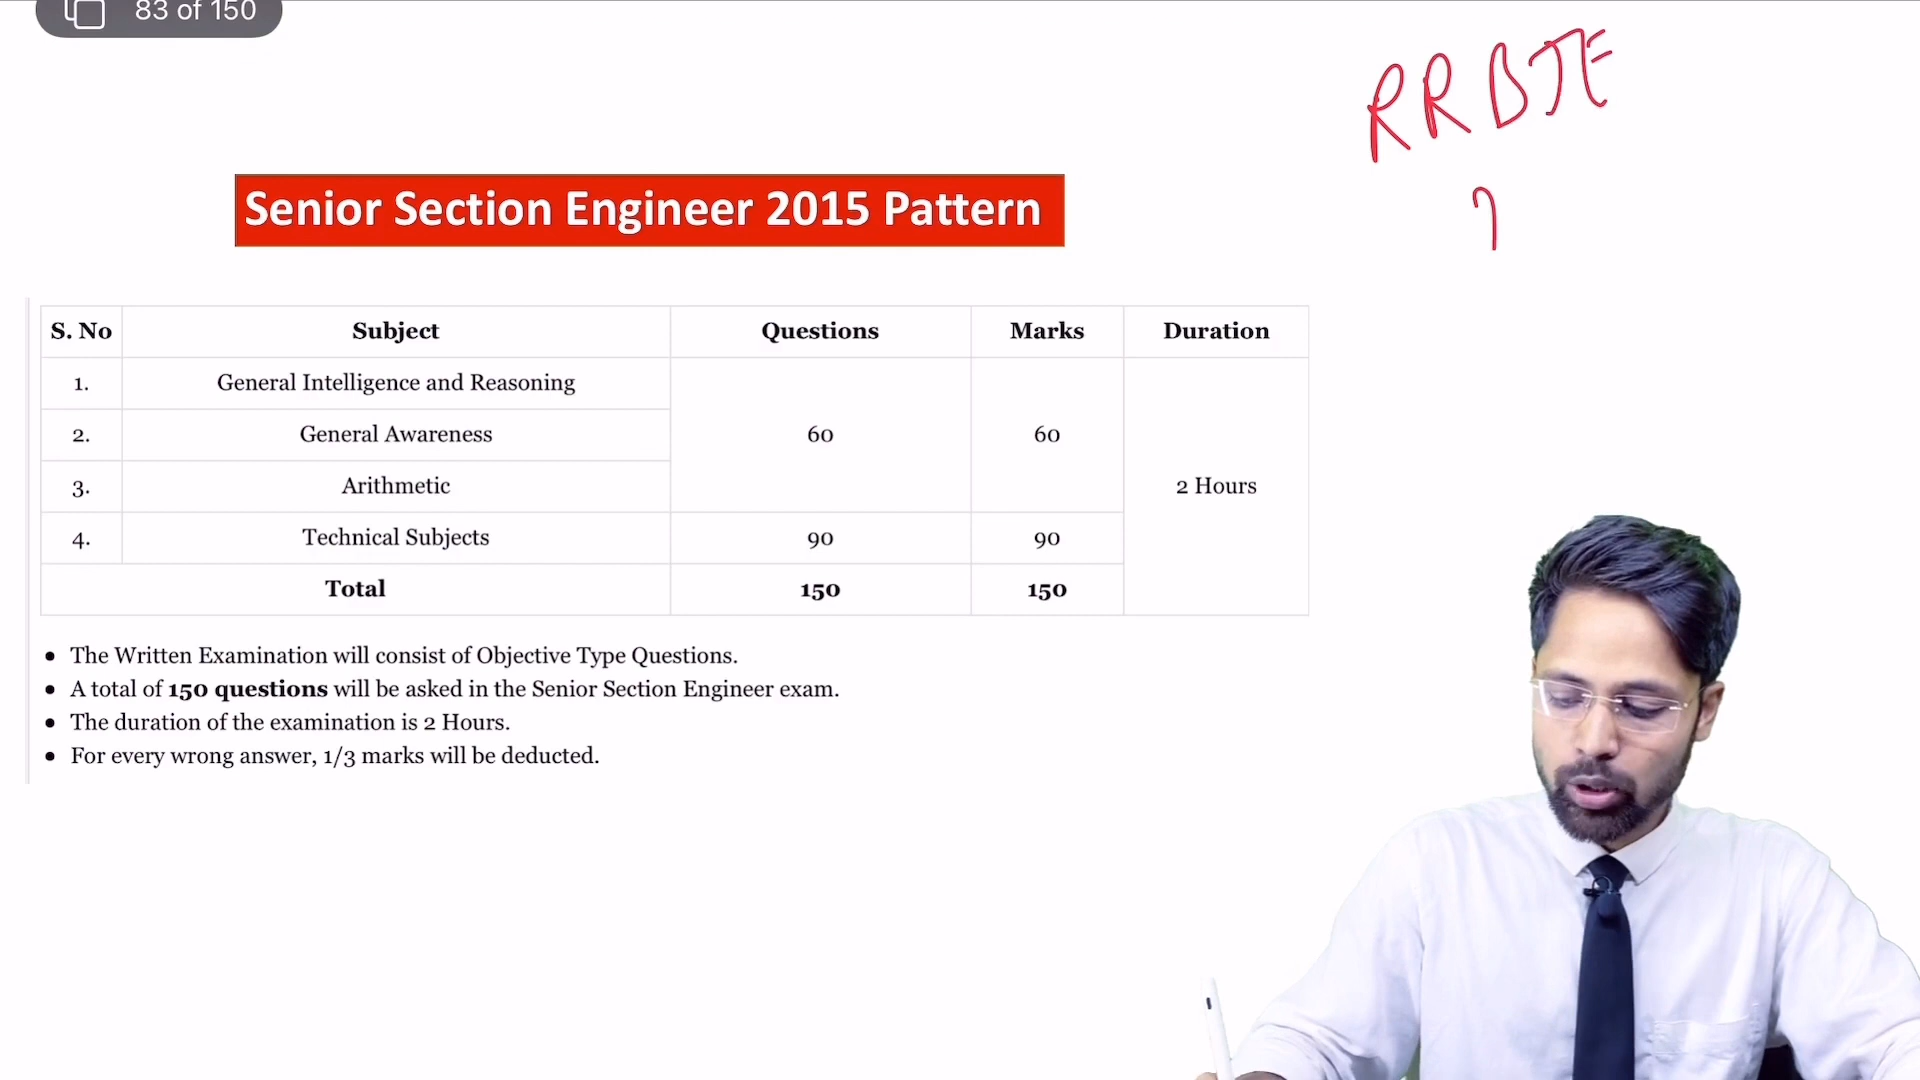 83 of 150
RRBJE
Senior Section Engineer 2015 Pattern
S. No Subject Questions Marks Duration
1. General Intelligence and Reasoning
2. General Awareness 60 60
3. Arithmetic 2 Hours
4. Technical Subjects 90 90
Total 150 150
• The Written Examination will consist of Objective Type Questions.
• A total of 150 questions will be asked in the Senior Section Engineer exam.
• The duration of the examination is 2 Hours.
• For every wrong answer, 1/3 marks will be deducted.